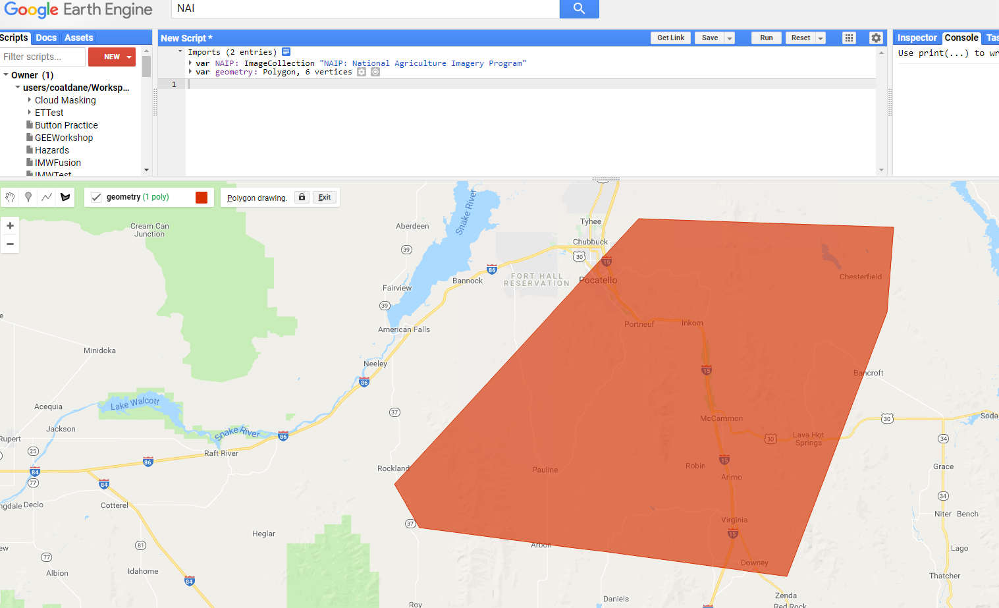 Google Earth Engine
NAI
Scripts Docs Assets
Filter scripts...
NEW
Owner (1)
users/coatdane/Worksp...
Cloud Masking
ETTest
Button Practice
GEEWorkshop
Hazards
IMWFusion
IMWTest
New Script *
Get Link
Save
Run
Reset
Imports (2 entries)
var NAIP: ImageCollection "NAIP: National Agriculture Imagery Program"
var geometry: Polygon, 6 vertices
1
Inspector Console Tas
Use print(...) to wr
geometry (1 poly)
Polygon drawing.
Exit
+
−
Cream Can
Junction
Aberdeen
Snake River
39
Tyhee
Chubbuck
30
15
86
Bannock
FORT HALL
RESERVATION
Pocatello
Chesterfield
Fairview
39
American Falls
Portneuf
Inkom
Minidoka
Neeley
86
15
Bancroft
Acequia
Lake Walcott
37
Jackson
Snake River
86
McCammon
30
Soda
Rupert
25
Raft River
86
30
Lava Hot
Springs
34
84
77
84
Rockland
Pauline
15
Robin
Arimo
Grace
34
ngdale Declo
Cotterel
37
Virginia
15
Niter
Bench
Heglar
Arbon
81
77
Idahome
Albion
84
Downey
Lago
Thatcher
Roy
Daniels
Zenda
Red Rock